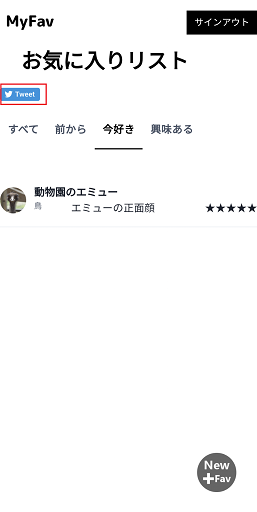 MyFav
サインアウト
お気に入りリスト
Tweet
すべて 前から 今好き 興味ある
動物園のエミュー
鳥 エミューの正面顔 ★★★★★
New
+Fav